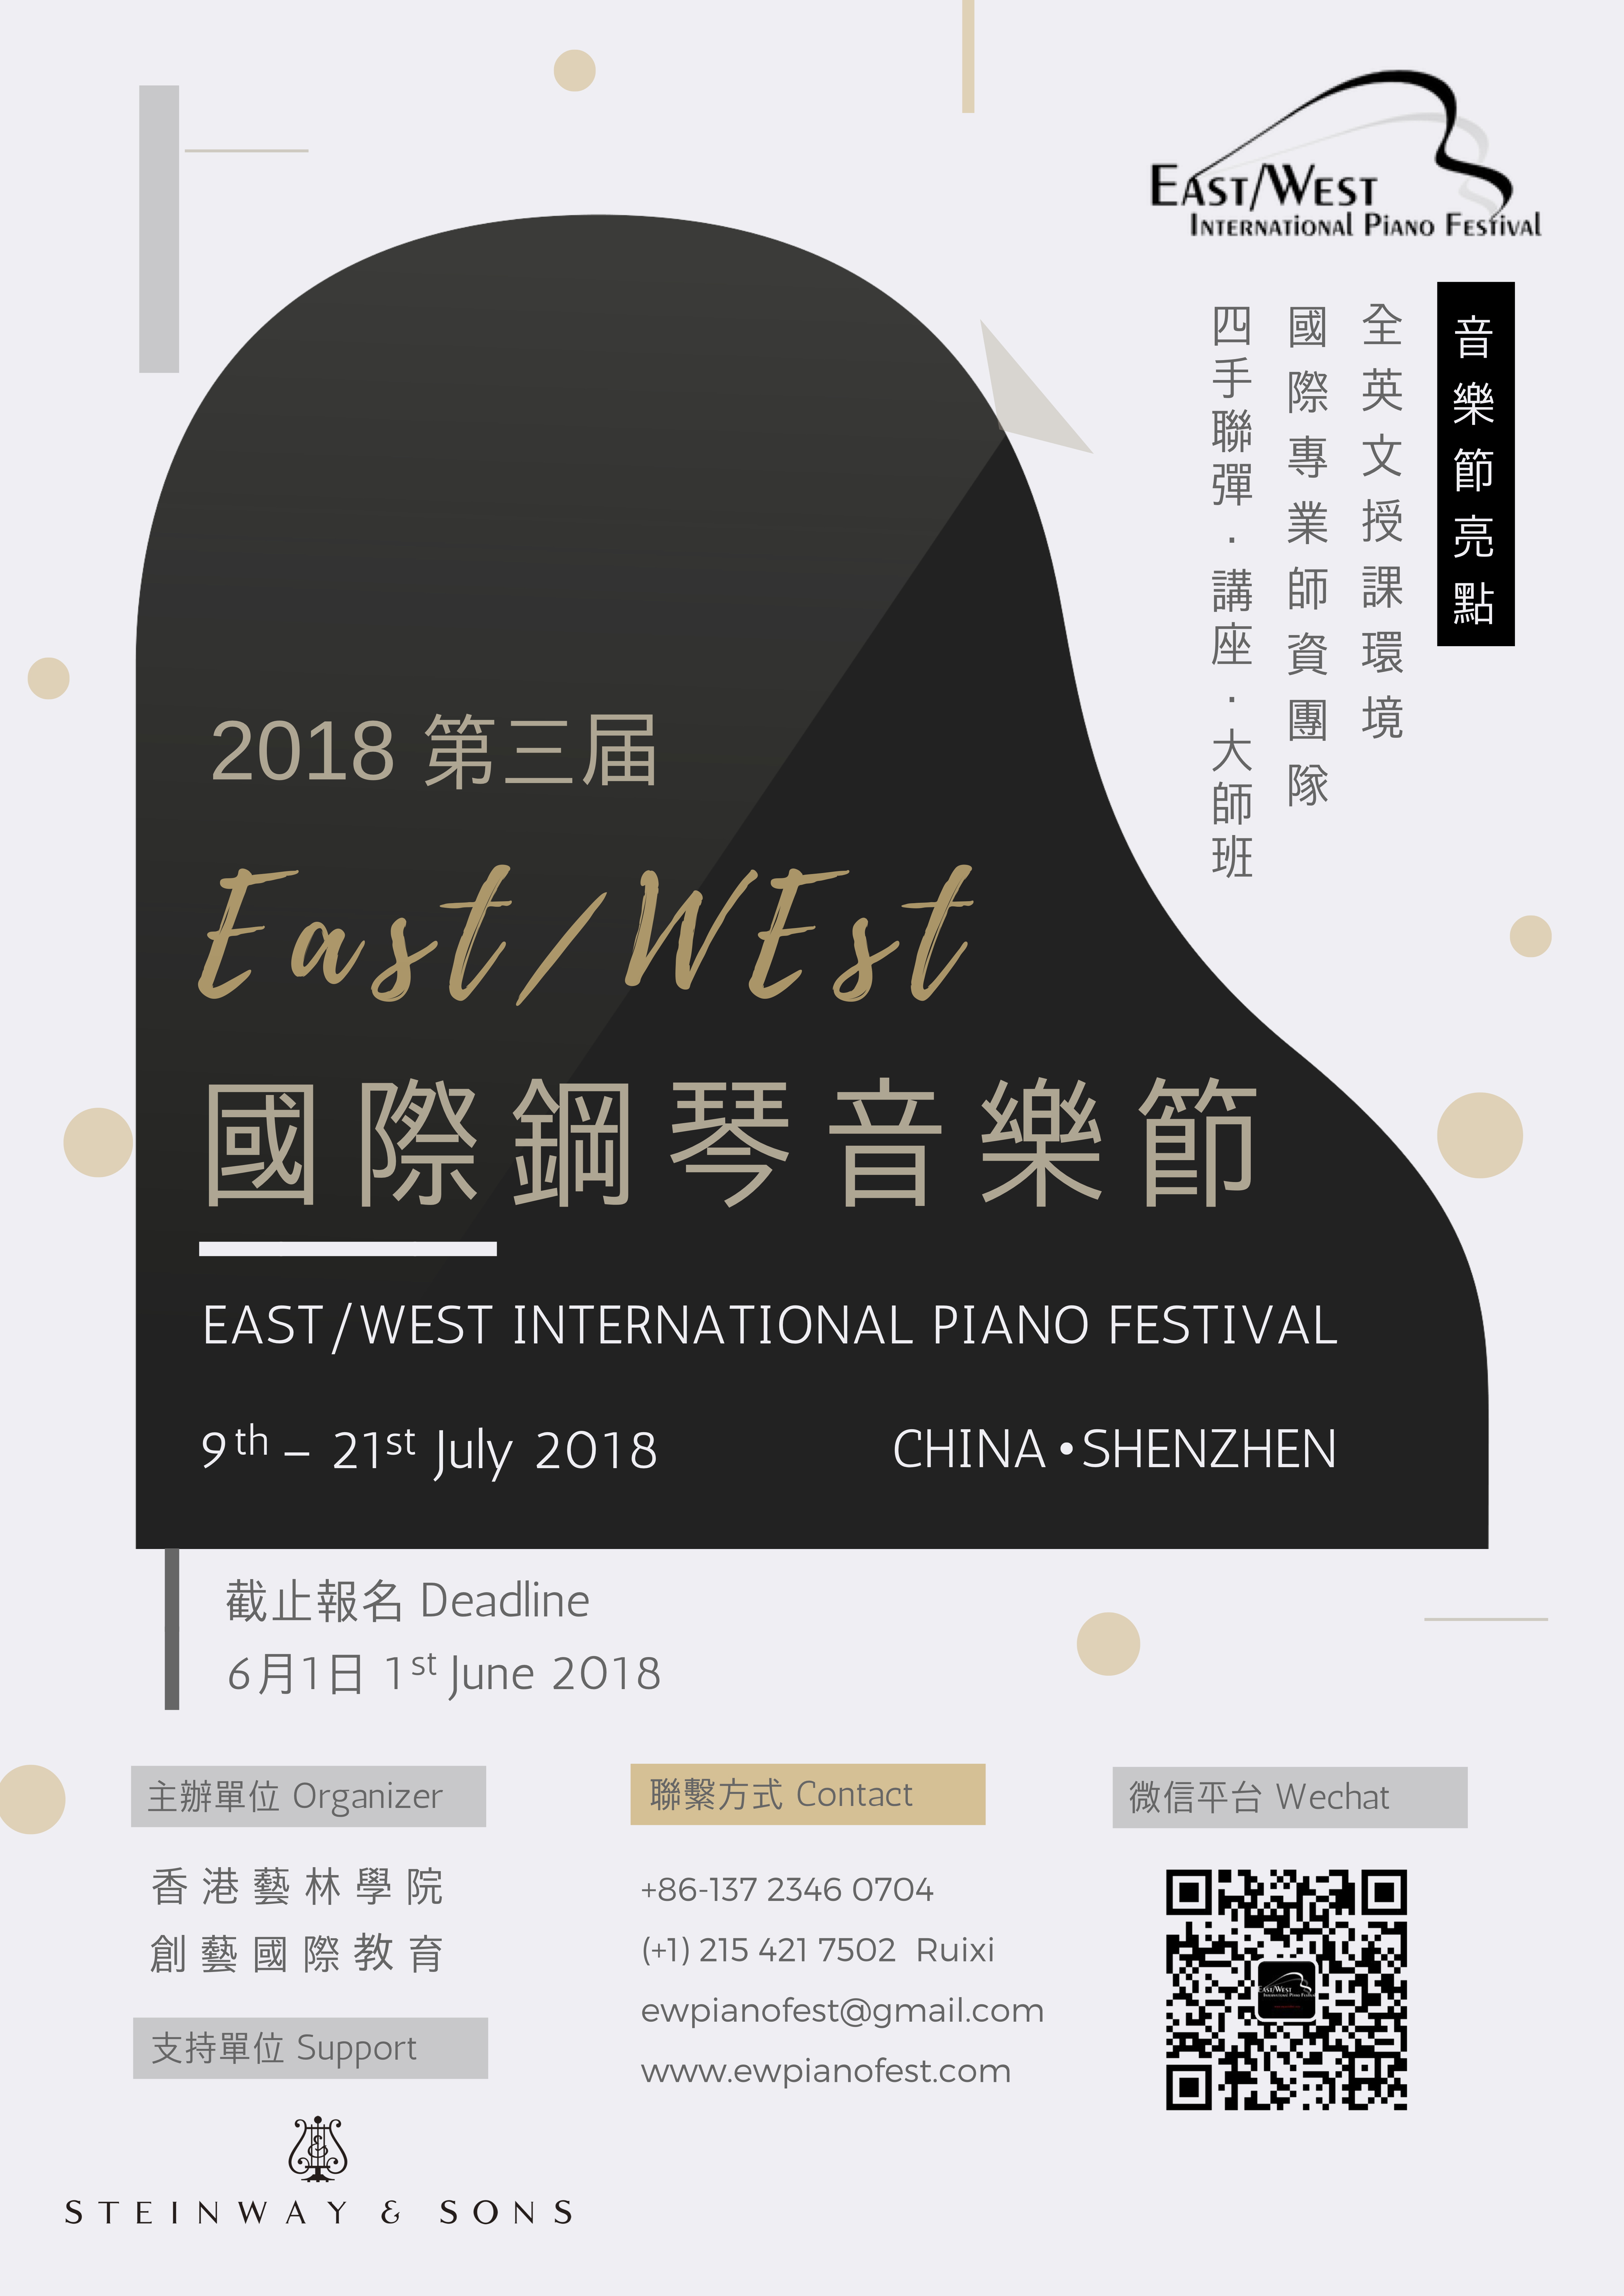 EAST/WEST
INTERNATIONAL PIANO FESTIVAL
音樂節亮點
全英文授課環境
國際專業師資團隊
四手聯彈·講座·大師班
2018 第三届
East/WEst
國際鋼琴音樂節
EAST/WEST INTERNATIONAL PIANO FESTIVAL
9th – 21st July 2018
CHINA•SHENZHEN
截止報名 Deadline
6月1日 1st June 2018
主辦單位 Organizer
香港藝林學院
創藝國際教育
支持單位 Support
STEINWAY & SONS
聯繫方式 Contact
+86-137 2346 0704
(+1) 215 421 7502 Ruixi
ewpianofest@gmail.com
www.ewpianofest.com
微信平台 Wechat
EAST/WEST
INTERNATIONAL PIANO FESTIVAL